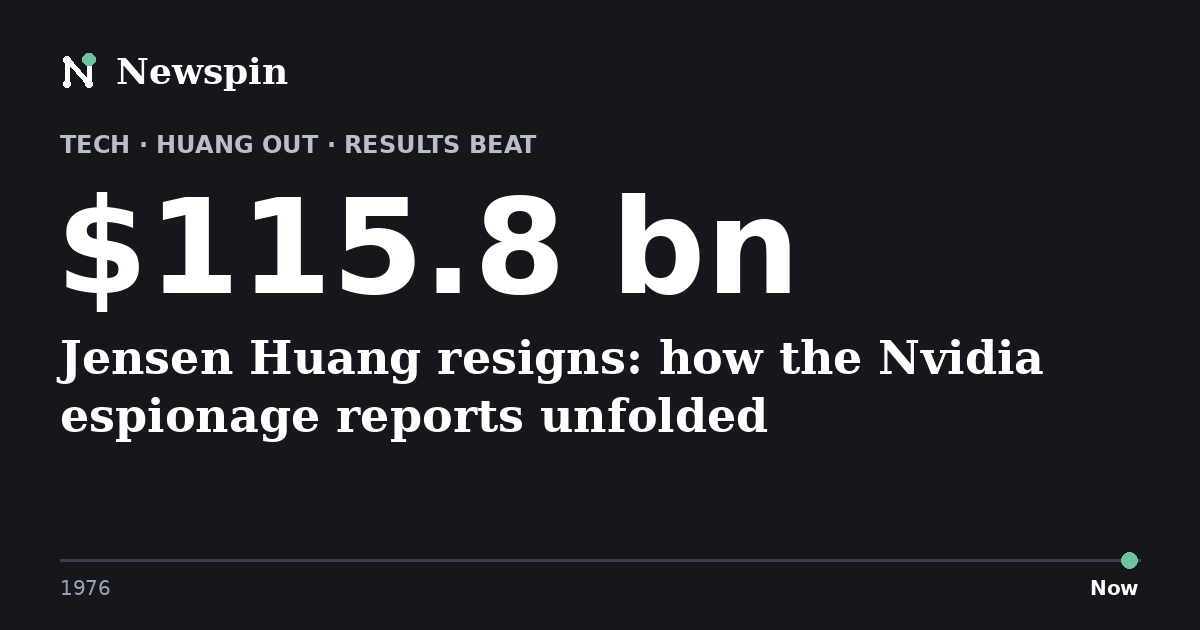 Newspin
TECH · HUANG OUT · RESULTS BEAT
$115.8 bn
Jensen Huang resigns: how the Nvidia
espionage reports unfolded
1976
Now